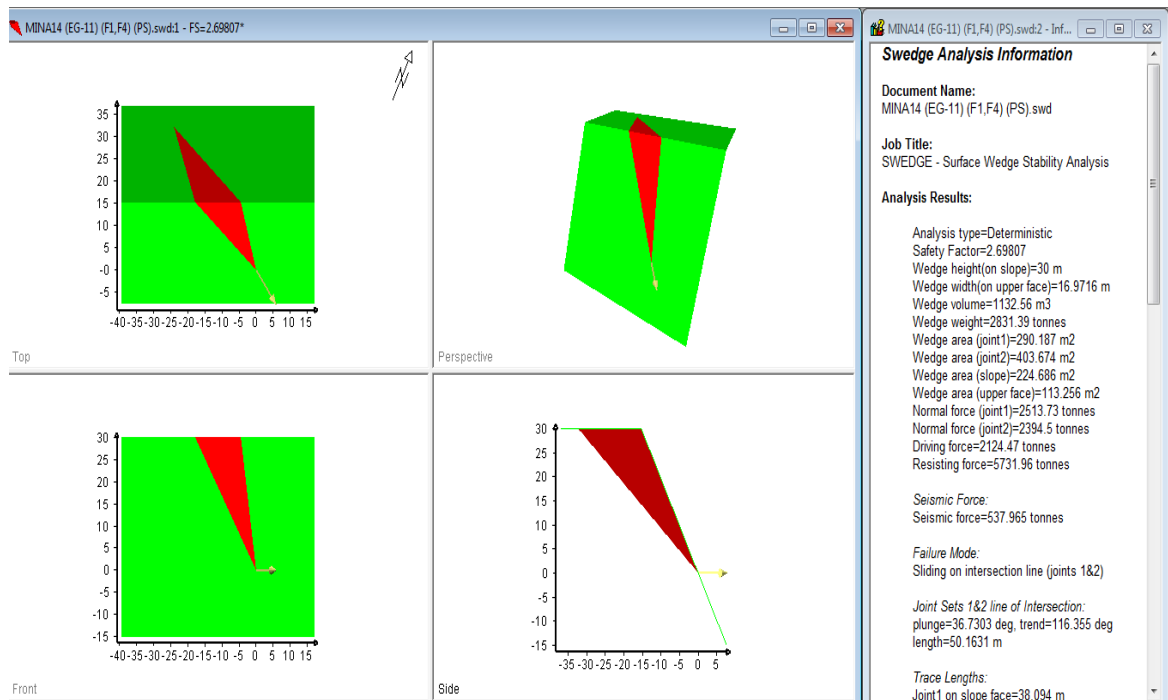 MINA14 (EG-11) (F1,F4) (PS).swd:1 - FS=2.69807*
N
35
30
25
20
15
10
5
-0
-5
-40 -35 -30 -25 -20 -15 -10 -5 0 5 10 15
Top
Perspective
30
25
20
15
10
5
0
-5
-10
-15
-40 -35 -30 -25 -20 -15 -10 -5 0 5 10 15
Front
30
25
20
15
10
5
0
-5
-10
-15
-35 -30 -25 -20 -15 -10 -5 0 5
Side
MINA14 (EG-11) (F1,F4) (PS).swd:2 - Inf...
Swedge Analysis Information
Document Name:
MINA14 (EG-11) (F1,F4) (PS).swd
Job Title:
SWEDGE - Surface Wedge Stability Analysis
Analysis Results:
Analysis type=Deterministic
Safety Factor=2.69807
Wedge height(on slope)=30 m
Wedge width(on upper face)=16.9716 m
Wedge volume=1132.56 m3
Wedge weight=2831.39 tonnes
Wedge area (joint1)=290.187 m2
Wedge area (joint2)=403.674 m2
Wedge area (slope)=224.686 m2
Wedge area (upper face)=113.256 m2
Normal force (joint1)=2513.73 tonnes
Normal force (joint2)=2394.5 tonnes
Driving force=2124.47 tonnes
Resisting force=5731.96 tonnes
Seismic Force:
Seismic force=537.965 tonnes
Failure Mode:
Sliding on intersection line (joints 1&2)
Joint Sets 1&2 line of Intersection:
plunge=36.7303 deg, trend=116.355 deg
length=50.1631 m
Trace Lengths:
Joint1 on slope face=38.094 m